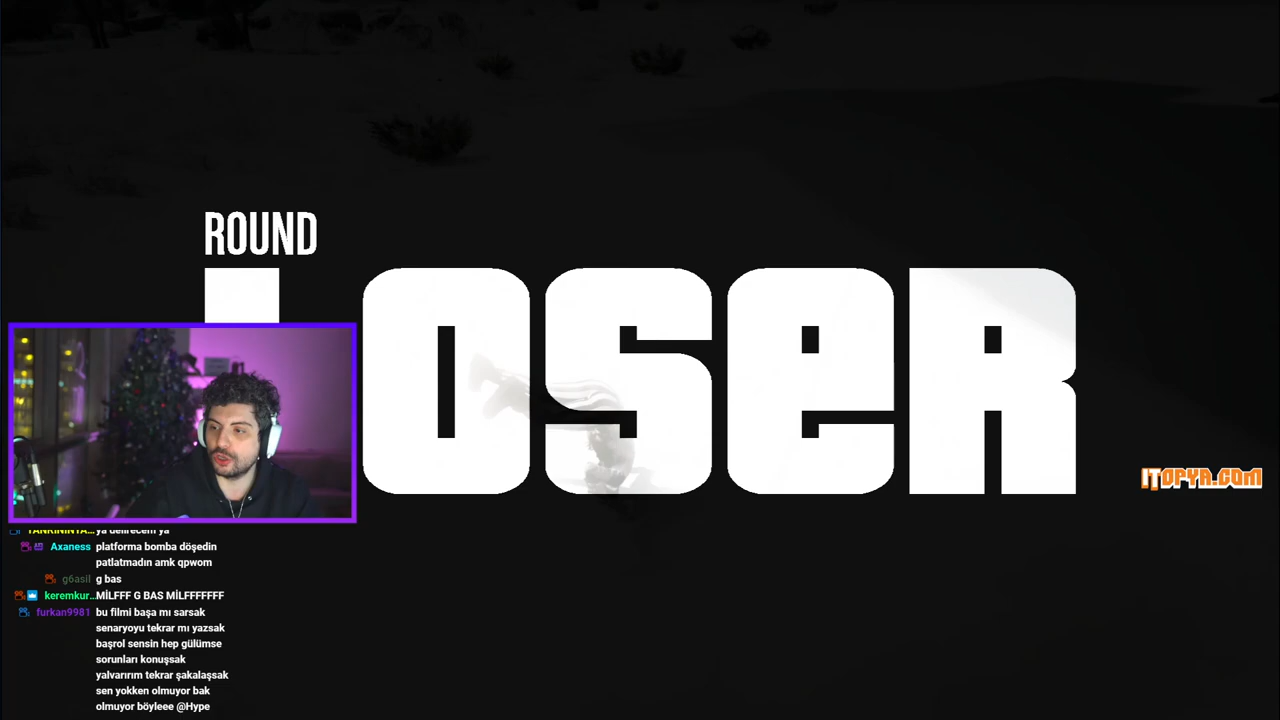 ROUND
LOSER
ITOPYA.COM
ya delirecem ya
Axaness platforma bomba döşedin
patlatmadın amk qpwom
g6asil g bas
keremkur... MİLFFF G BAS MİLFFFFFFF
furkan9981 bu filmi başa mı sarsak
senaryoyu tekrar mı yazsak
başrol sensin hep gülümse
sorunları konuşsak
yalvarırım tekrar şakalaşsak
sen yokken olmuyor bak
olmuyor böyleee @Hype